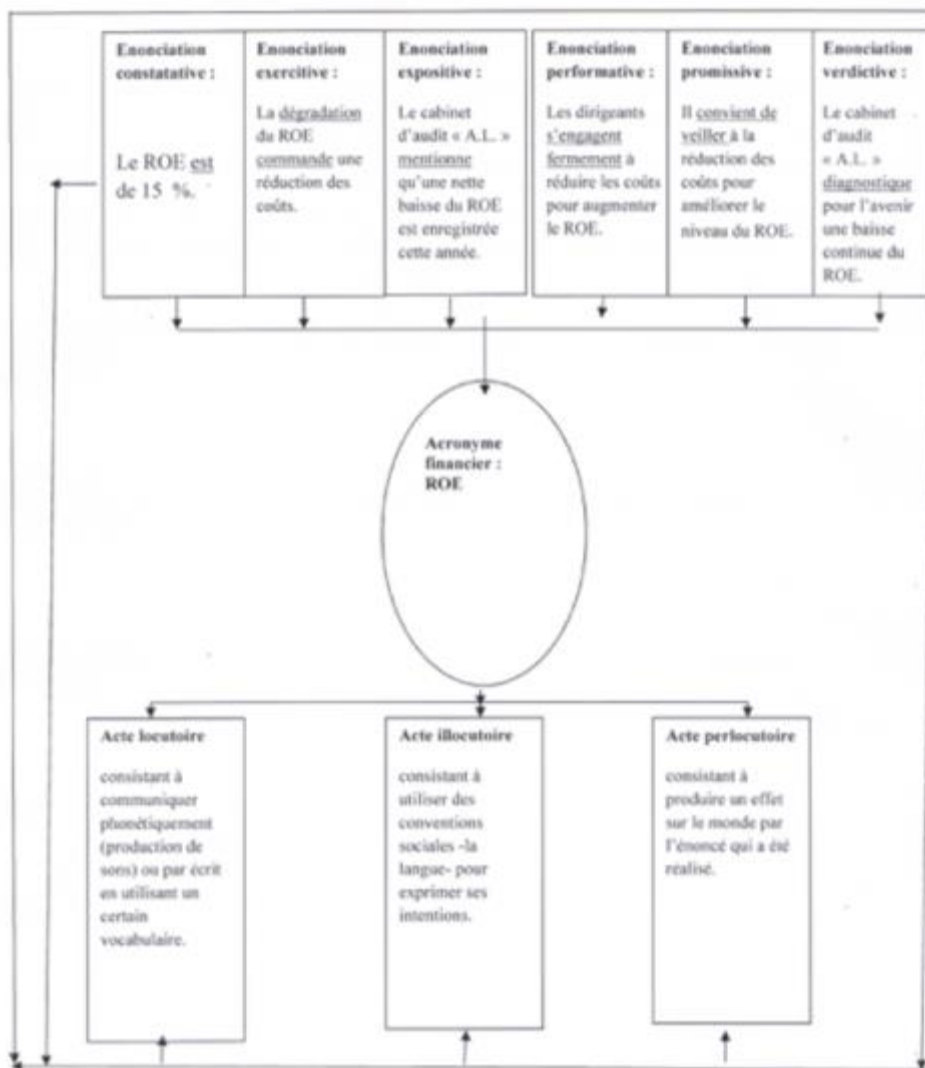 Enonciation
constatative :
Le ROE est
de 15 %.
Enonciation
exercitive :
La dégradation
du ROE
commande une
réduction des
coûts.
Enonciation
expositive :
Le cabinet
d'audit « A.L. »
mentionne
qu'une nette
baisse du ROE
est enregistrée
cette année.
Enonciation
performative :
Les dirigeants
s'engagent
fermement à
réduire les coûts
pour augmenter
le ROE.
Enonciation
promissive :
Il convient de
veiller à la
réduction des
coûts pour
améliorer le
niveau du ROE.
Enonciation
verdictive :
Le cabinet
d'audit
« A.L. »
diagnostique
pour l'avenir
une baisse
continue du
ROE.
Acronyme
financier :
ROE
Acte locutoire
consistant à
communiquer
phonétiquement
(production de
sons) ou par écrit
en utilisant un
certain
vocabulaire.
Acte illocutoire
consistant à
utiliser des
conventions
sociales -la
langue- pour
exprimer ses
intentions.
Acte perlocutoire
consistant à
produire un effet
sur le monde par
l'énoncé qui a été
réalisé.